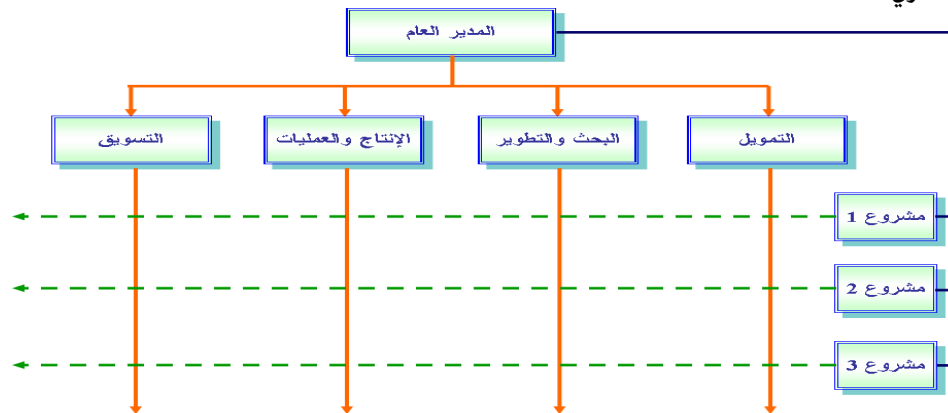 المدير العام
التمويل
البحث والتطوير
الإنتاج والعمليات
التسويق
مشروع 1
مشروع 2
مشروع 3